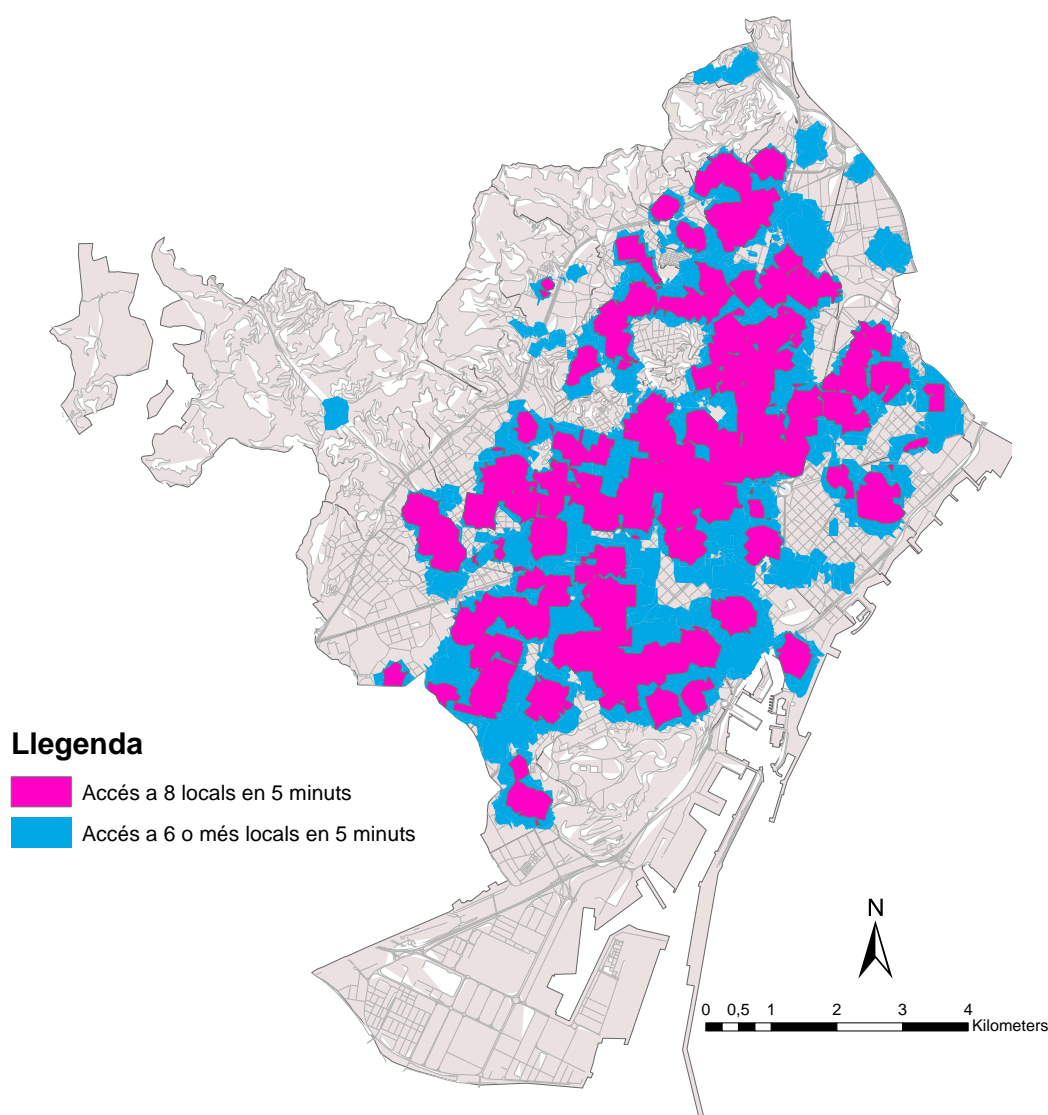 Llegenda
Accés a 8 locals en 5 minuts
Accés a 6 o més locals en 5 minuts
N
0 0,5 1 2 3 4
Kilometers